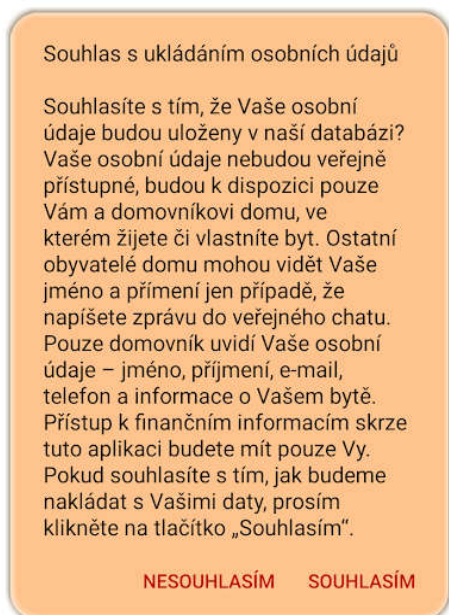 Souhlas s ukládáním osobních údajů
Souhlasíte s tím, že Vaše osobní
údaje budou uloženy v naší databázi?
Vaše osobní údaje nebudou veřejně
přístupné, budou k dispozici pouze
Vám a domovníkovi domu, ve
kterém žijete či vlastníte byt. Ostatní
obyvatelé domu mohou vidět Vaše
jméno a přímení jen případě, že
napíšete zprávu do veřejného chatu.
Pouze domovník uvidí Vaše osobní
údaje – jméno, příjmení, e-mail,
telefon a informace o Vašem bytě.
Přístup k finančním informacím skrze
tuto aplikaci budete mít pouze Vy.
Pokud souhlasíte s tím, jak budeme
nakládat s Vašimi daty, prosím
klikněte na tlačítko „Souhlasím“.
NESOUHLASÍM SOUHLASÍM